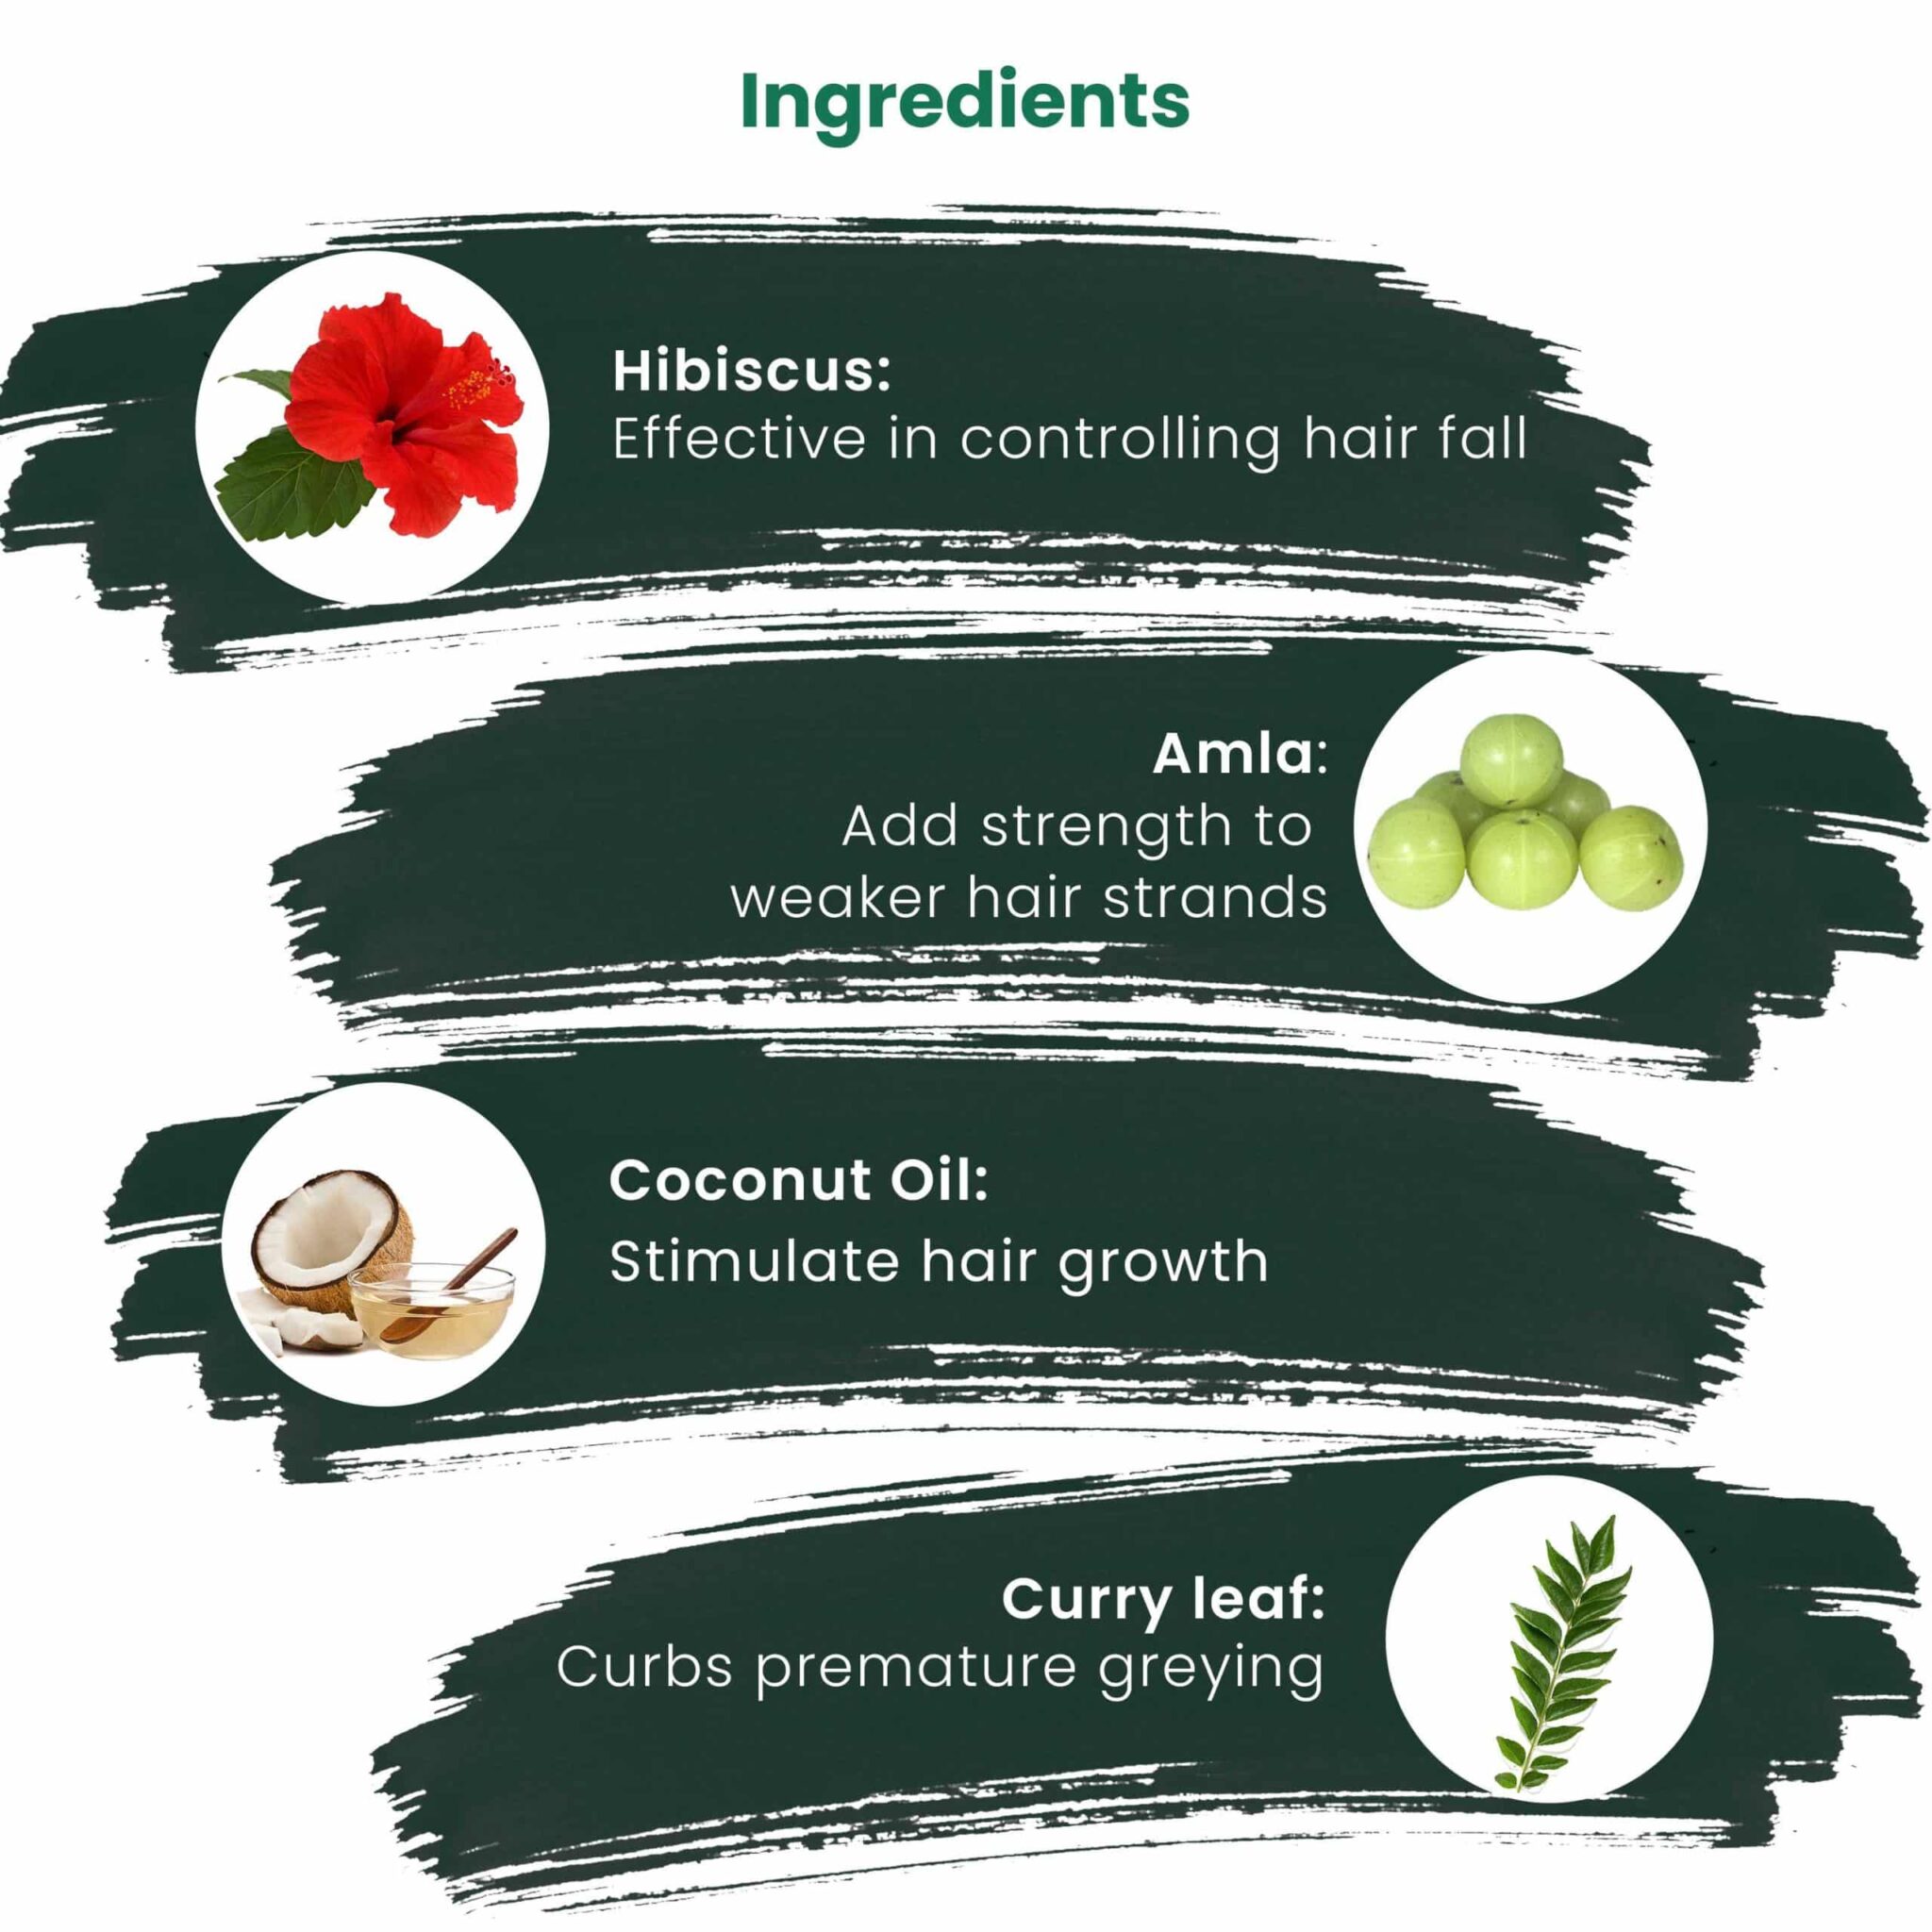 Ingredients
Hibiscus:
Effective in controlling hair fall
Amla:
Add strength to
weaker hair strands
Coconut Oil:
Stimulate hair growth
Curry leaf:
Curbs premature greying